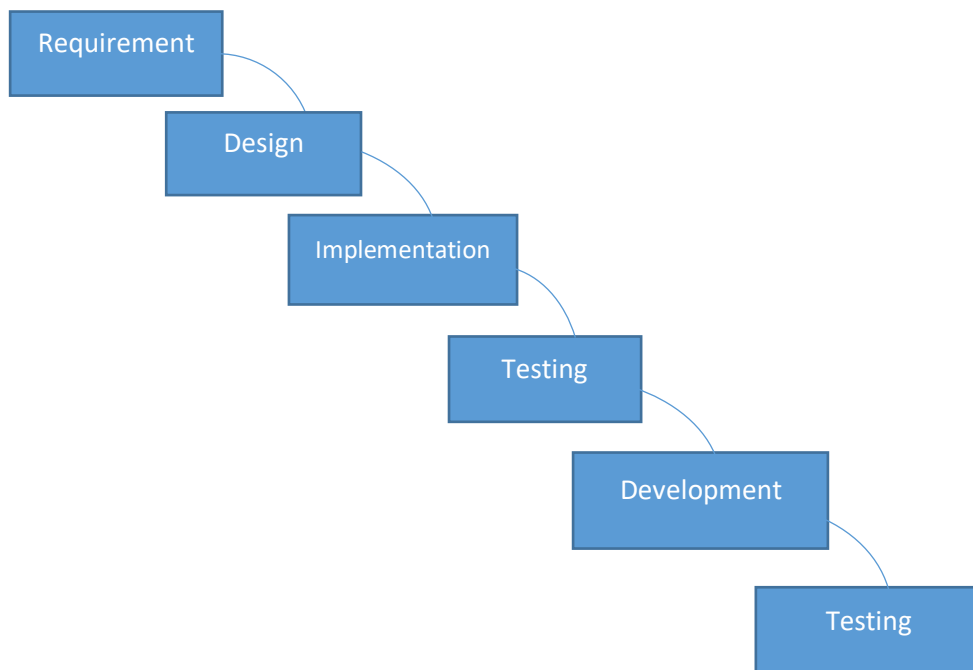 Requirement
Design
Implementation
Testing
Development
Testing